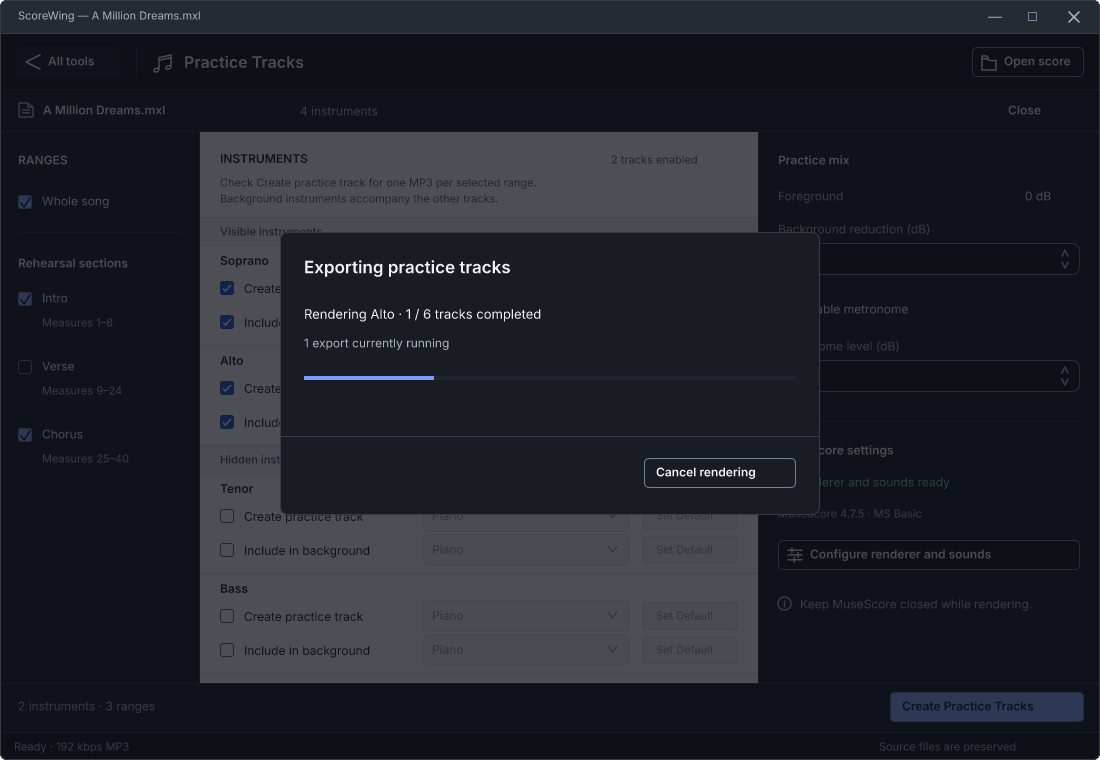 ScoreWing — A Million Dreams.mxl
All tools
Practice Tracks
Open score
A Million Dreams.mxl
4 instruments
Close
RANGES
Whole song
Rehearsal sections
Intro
Measures 1–8
Verse
Measures 9–24
Chorus
Measures 25–40
INSTRUMENTS
2 tracks enabled
Check Create practice track for one MP3 per selected range.
Background instruments accompany the other tracks.
Visible instruments
Soprano
Create
Include
Alto
Create
Include
Hidden inst
Tenor
Create practice track
Piano
Set Default
Include in background
Piano
Set Default
Bass
Create practice track
Piano
Set Default
Include in background
Piano
Set Default
Exporting practice tracks
Rendering Alto · 1 / 6 tracks completed
1 export currently running
Cancel rendering
Practice mix
Foreground
0 dB
Background reduction (dB)
able metronome
ome level (dB)
core settings
derer and sounds ready
MuseScore 4.7.5 · MS Basic
Configure renderer and sounds
Keep MuseScore closed while rendering.
2 instruments · 3 ranges
Create Practice Tracks
Ready · 192 kbps MP3
Source files are preserved